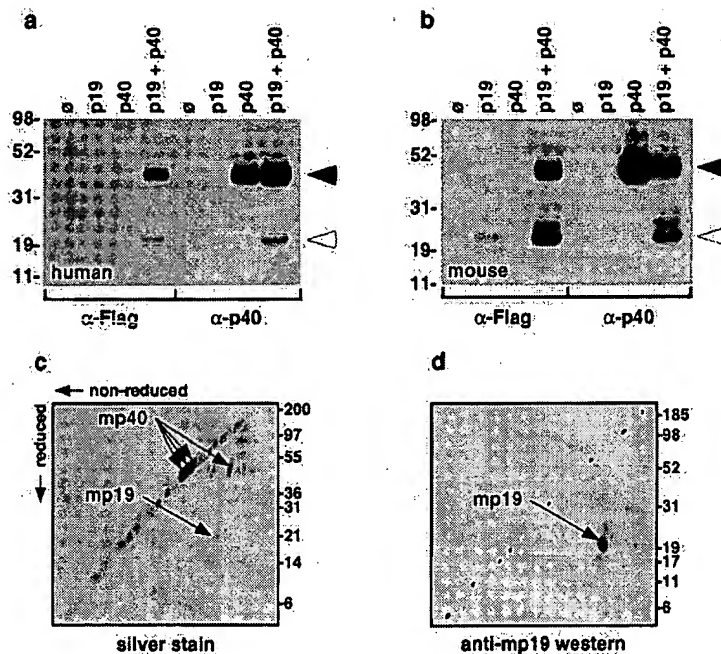 a
ø p19 p40 p19 + p40 ø p19 p40 p19 + p40
98-
52-
31-
19-
11-
human
α-Flag α-p40
b
ø p19 p40 p19 + p40 ø p19 p40 p19 + p40
98-
52-
31-
19-
11-
mouse
α-Flag α-p40
c
non-reduced
reduced
mp40
mp19
200
97
55
36
31
21
14
6
silver stain
d
mp19
185
98
52
31
19
17
11
6
anti-mp19 western